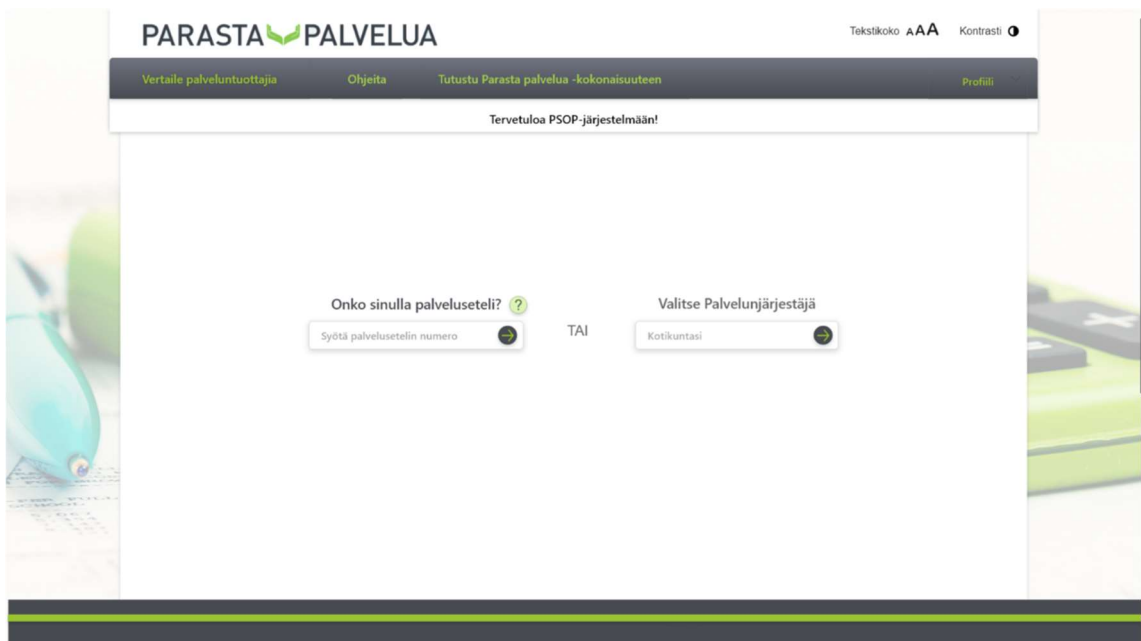 PARASTA PALVELUA
Tekstikoko AAA Kontrasti
Vertaile palveluntuottajia Ohjeita Tutustu Parasta palvelua -kokonaisuuteen Profiili
Tervetuloa PSOP-järjestelmään!
Onko sinulla palveluseteli? ?
Syötä palvelusetelin numero
TAI
Valitse Palvelunjärjestäjä
Kotikuntasi